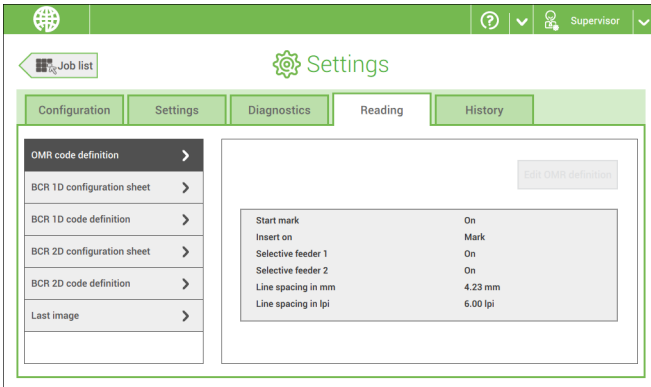 Supervisor
Job list
Settings
Configuration
Settings
Diagnostics
Reading
History
OMR code definition
BCR 1D configuration sheet
BCR 1D code definition
BCR 2D configuration sheet
BCR 2D code definition
Last image
Edit OMR definition
Start mark On
Insert on Mark
Selective feeder 1 On
Selective feeder 2 On
Line spacing in mm 4.23 mm
Line spacing in lpi 6.00 lpi